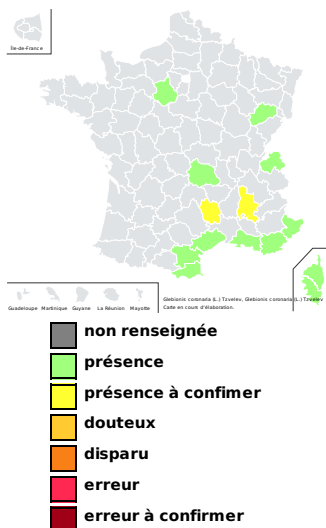 Île-de-France
Guadeloupe Martinique Guyane La Réunion Mayotte
Glebionis coronaria (L.) Tzvelev, Glebionis coronaria (L.) Tzvelev
Carte en cours d'élaboration.
non renseignée
présence
présence à confimer
douteux
disparu
erreur
erreur à confirmer